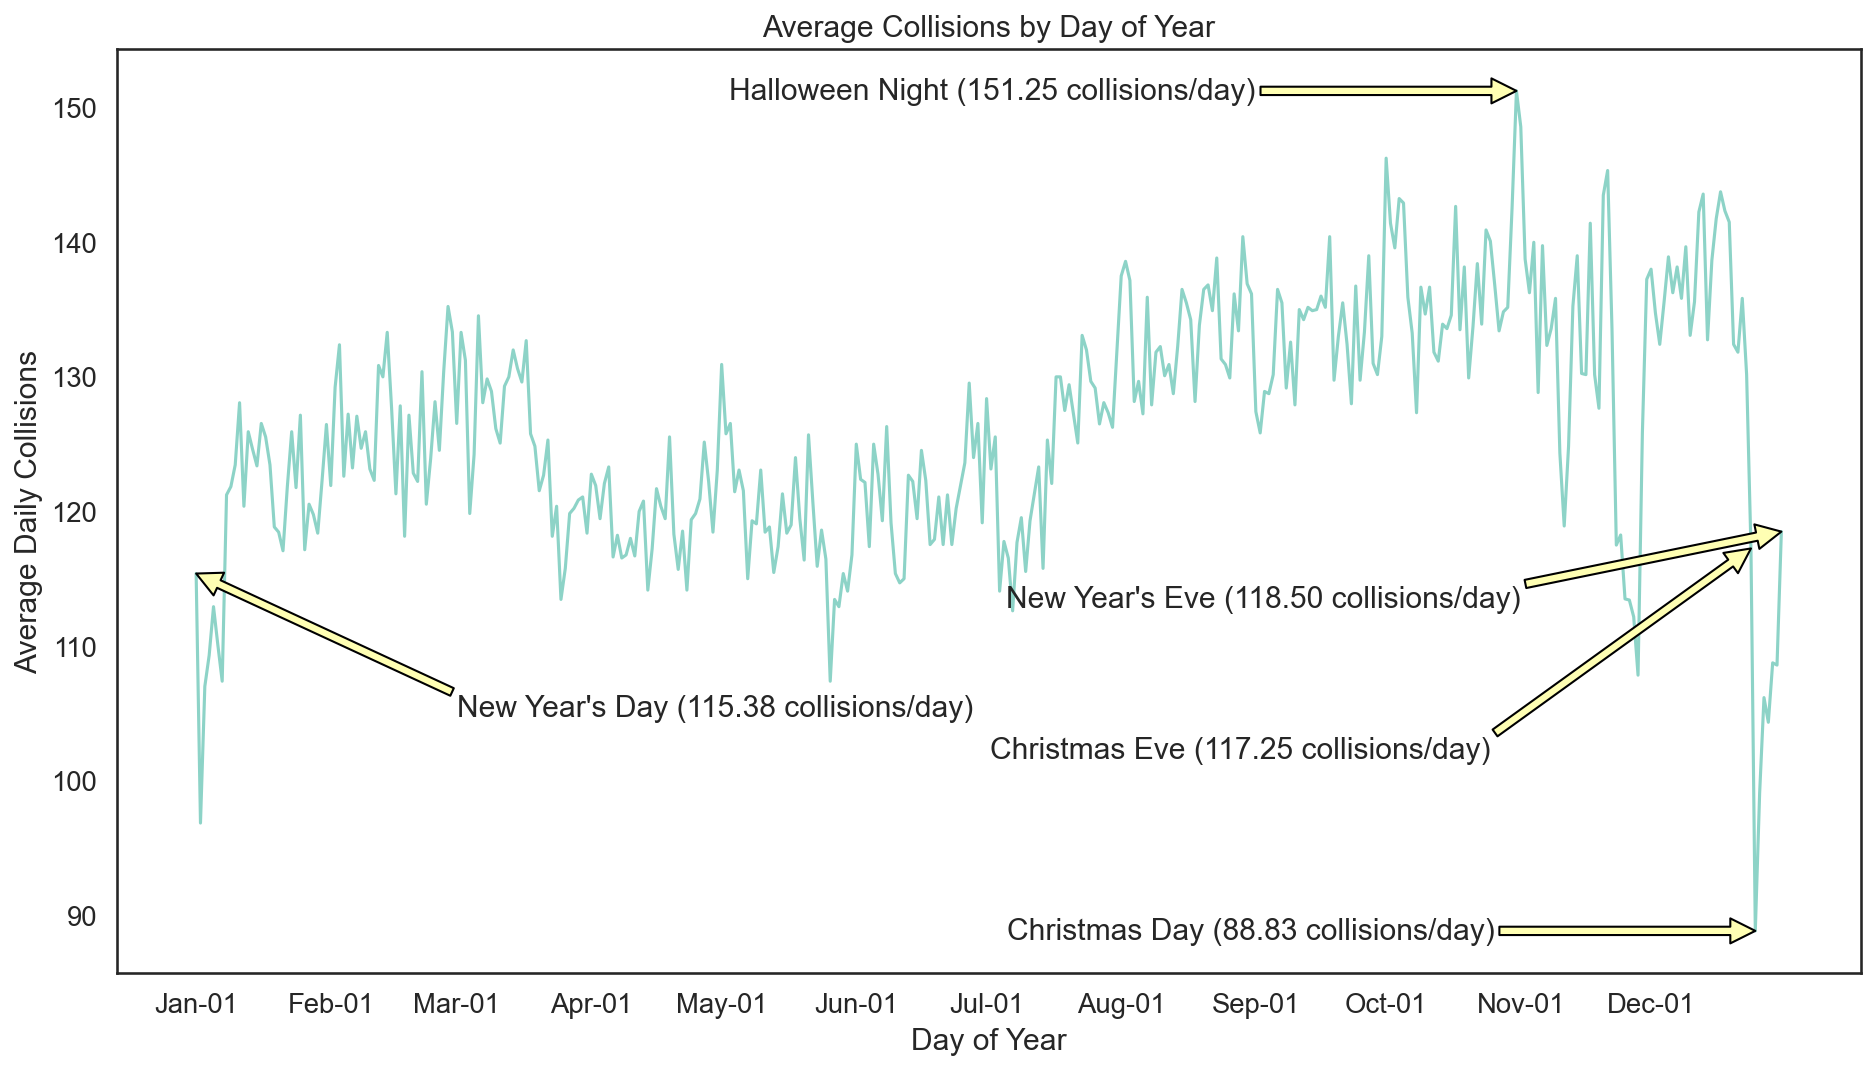 Average Collisions by Day of Year
Halloween Night (151.25 collisions/day)
150
140
130
120
110
100
90
Average Daily Collisions
New Year's Eve (118.50 collisions/day)
New Year's Day (115.38 collisions/day)
Christmas Eve (117.25 collisions/day)
Christmas Day (88.83 collisions/day)
Jan-01 Feb-01 Mar-01 Apr-01 May-01 Jun-01 Jul-01 Aug-01 Sep-01 Oct-01 Nov-01 Dec-01
Day of Year